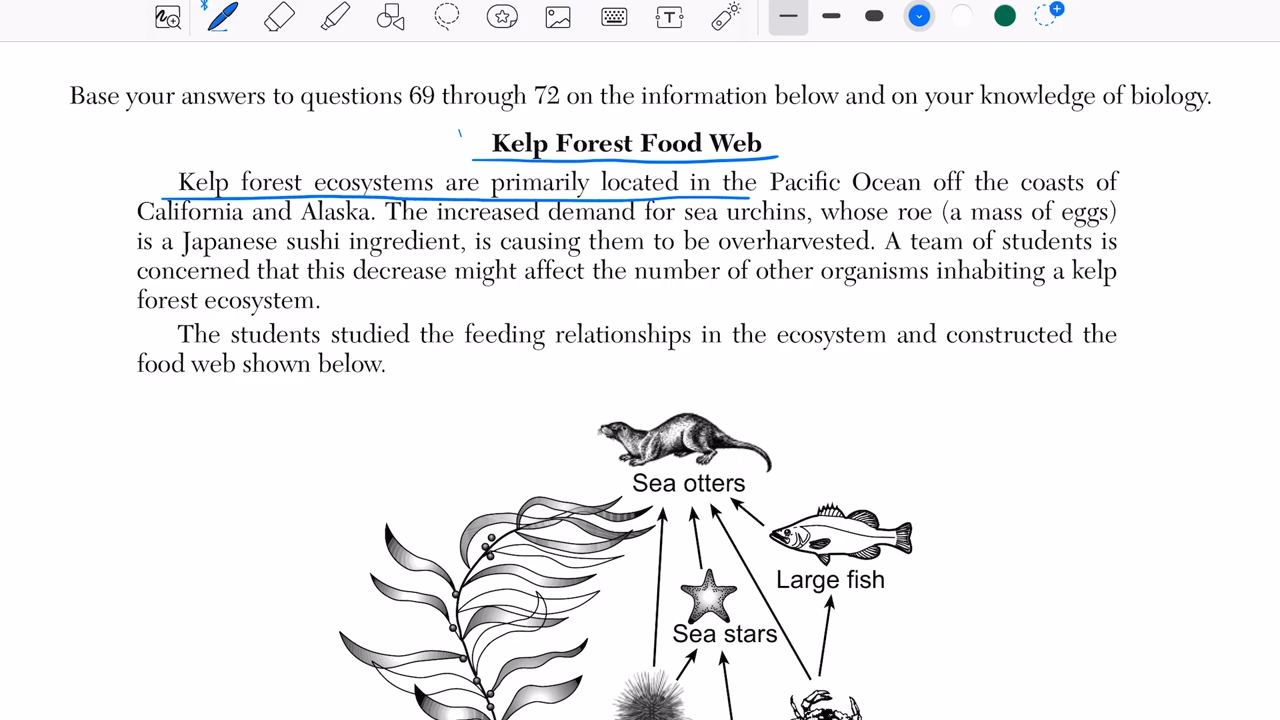 Base your answers to questions 69 through 72 on the information below and on your knowledge of biology.
Kelp Forest Food Web
Kelp forest ecosystems are primarily located in the Pacific Ocean off the coasts of
California and Alaska. The increased demand for sea urchins, whose roe (a mass of eggs)
is a Japanese sushi ingredient, is causing them to be overharvested. A team of students is
concerned that this decrease might affect the number of other organisms inhabiting a kelp
forest ecosystem.
The students studied the feeding relationships in the ecosystem and constructed the
food web shown below.
Sea otters
Large fish
Sea stars